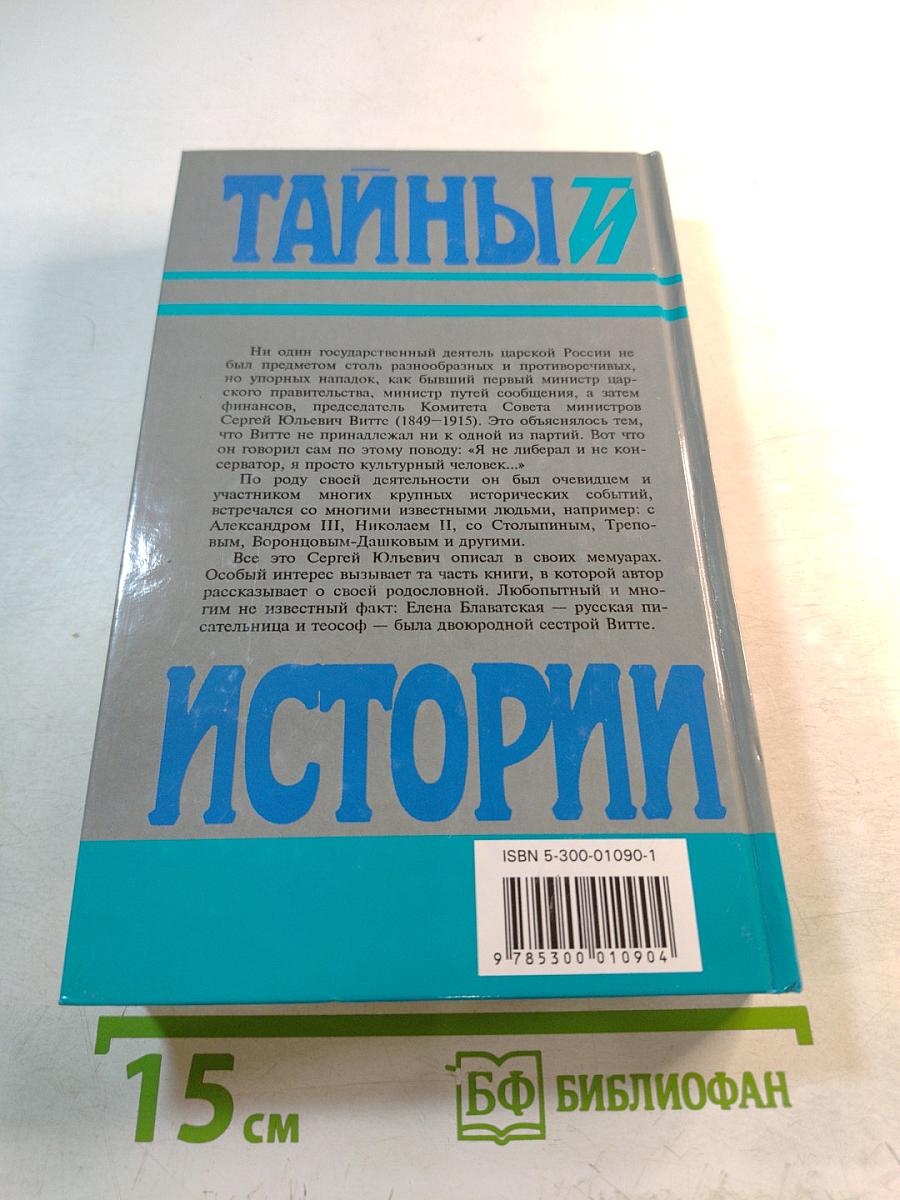 ТАЙНЫ ТИ
Ни один государственный деятель царской России не
был предметом столь разнообразных и противоречивых,
но упорных нападок, как бывший первый министр цар-
ского правительства, министр путей сообщения, а затем
финансов, председатель Комитета Совета министров
Сергей Юльевич Витте (1849—1915). Это объяснялось тем,
что Витте не принадлежал ни к одной из партий. Вот что
он говорил сам по этому поводу: «Я не либерал и не кон-
серватор, я просто культурный человек...»
По роду своей деятельности он был очевидцем и
участником многих крупных исторических событий,
встречался со многими известными людьми, например: с
Александром III, Николаем II, со Столыпиным, Трепо-
вым, Воронцовым-Дашковым и другими.
Все это Сергей Юльевич описал в своих мемуарах.
Особый интерес вызывает та часть книги, в которой автор
рассказывает о своей родословной. Любопытный и мно-
гим не известный факт: Елена Блаватская — русская пи-
сательница и теософ — была двоюродной сестрой Витте.
ИСТОРИИ
ISBN 5-300-01090-1
9 785300 010904
15 см
БФ БИБЛИОФАН